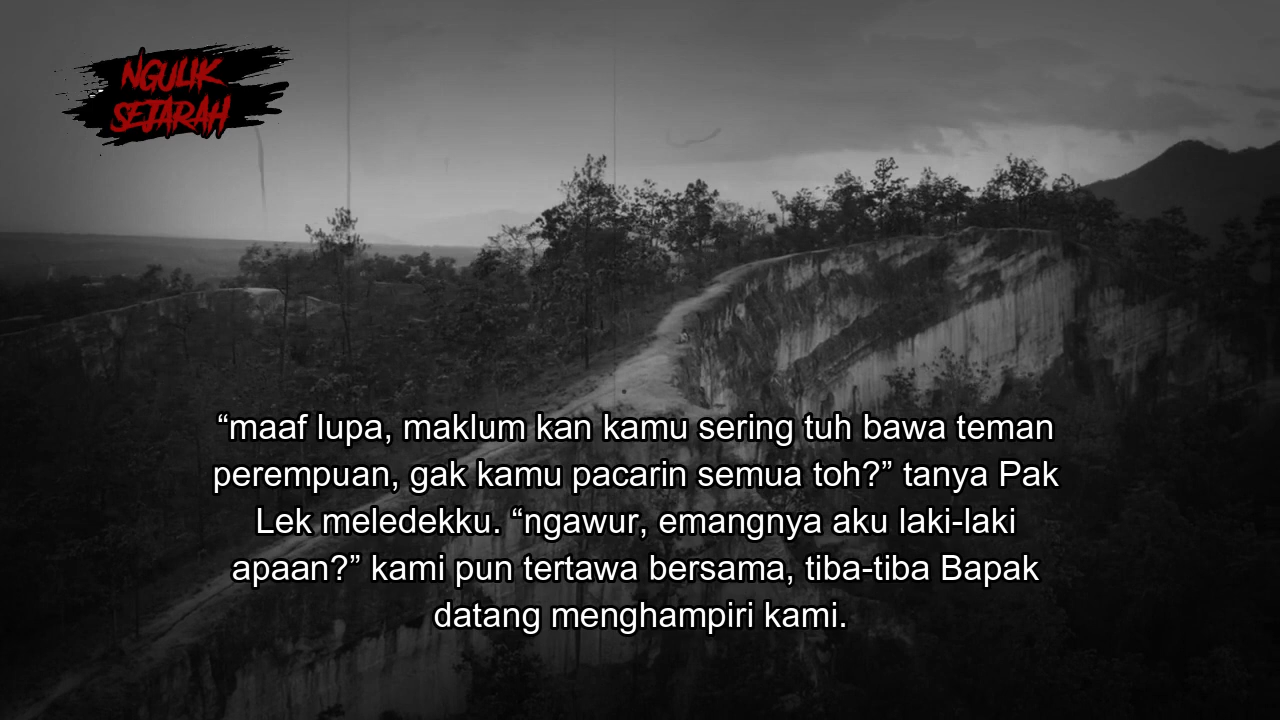 NGULIK
SEJARAH
“maaf lupa, maklum kan kamu sering tuh bawa teman
perempuan, gak kamu pacarin semua toh?” tanya Pak
Lek meledekku. “ngawur, emangnya aku laki-laki
apaan?” kami pun tertawa bersama, tiba-tiba Bapak
datang menghampiri kami.